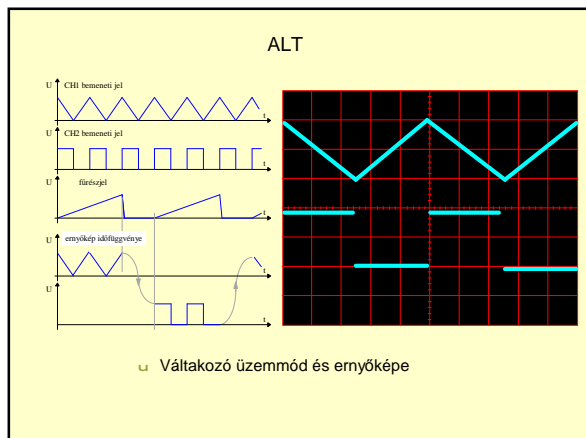 ALT
U CH1 bemeneti jel
t
U CH2 bemeneti jel
t
U fűrészjel
t
U ernyőkép időfüggvénye
t
U
t
u Váltakozó üzemmód és ernyőképe